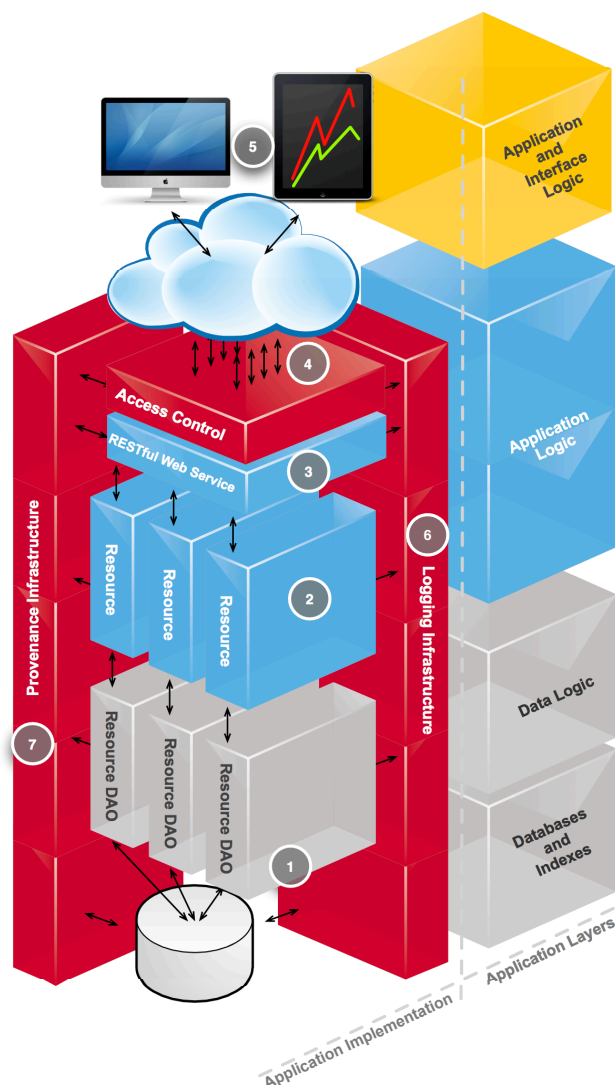 5
Application
and
Interface
Logic
4
Access Control
RESTful Web Service
3
Application
Logic
Provenance Infrastructure
Resource
Resource
Resource
2
6
Logging Infrastructure
7
Resource DAO
Resource DAO
Resource DAO
Data Logic
1
Databases
and
Indexes
Application Implementation
Application Layers